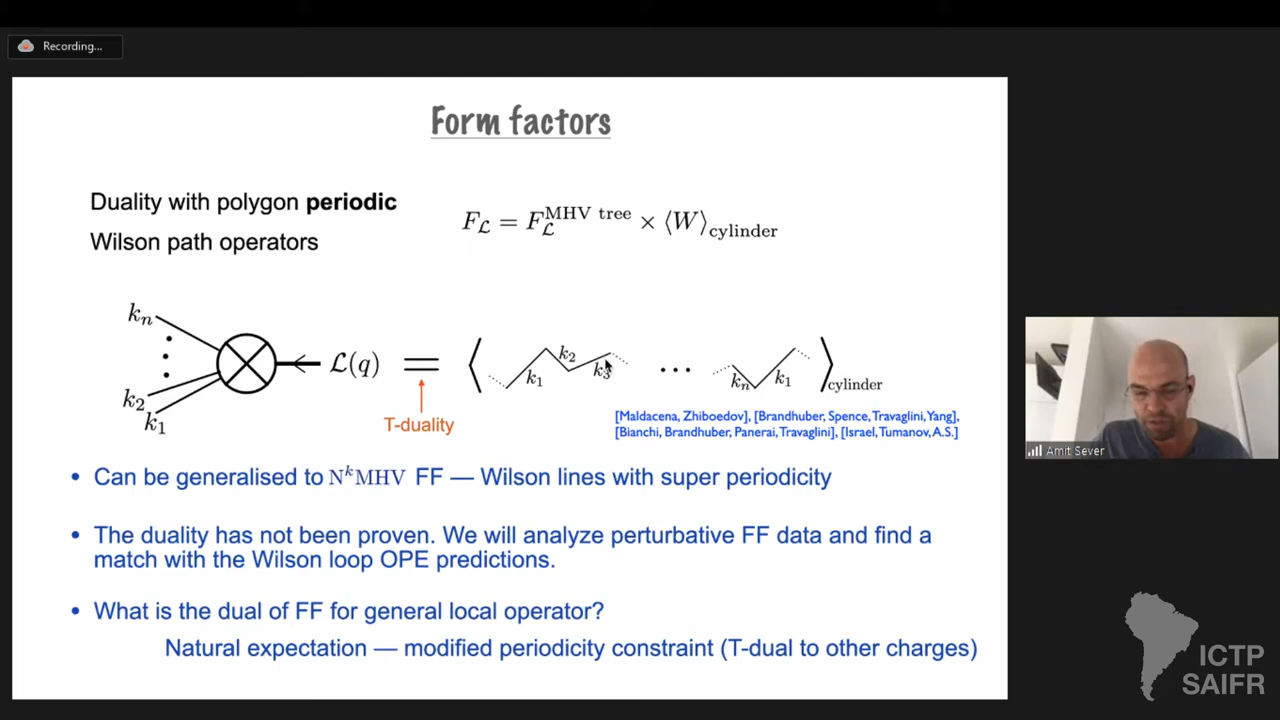 Recording...
Form factors
Duality with polygon periodic
Wilson path operators
F_ℒ = F_ℒ^{MHV tree} × ⟨W⟩_{cylinder}
k_n
k_2
k_1
ℒ(q) = ⟨ k_1 k_2 k_3 ... k_n k_1 ⟩_{cylinder}
T-duality
[Maldacena, Zhiboedov], [Brandhuber, Spence, Travaglini, Yang],
[Bianchi, Brandhuber, Panerai, Travaglini], [Israel, Tumanov, A.S.]
• Can be generalised to N^kMHV FF — Wilson lines with super periodicity
• The duality has not been proven. We will analyze perturbative FF data and find a
match with the Wilson loop OPE predictions.
• What is the dual of FF for general local operator?
Natural expectation — modified periodicity constraint (T-dual to other charges)
Amit Sever
ICTP
SAIFR